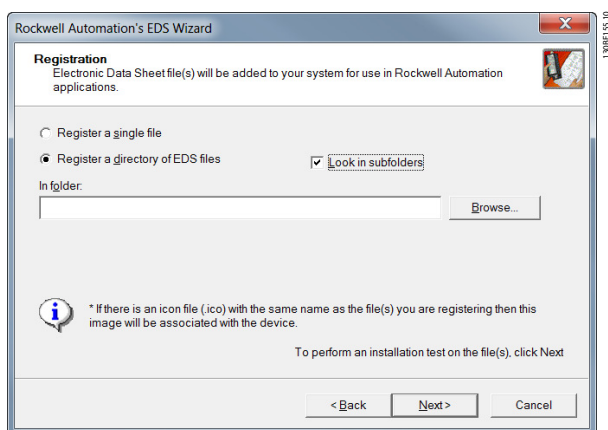 Rockwell Automation's EDS Wizard
Registration
Electronic Data Sheet file(s) will be added to your system for use in Rockwell Automation
applications.
Register a single file
Register a directory of EDS files
Look in subfolders
In folder:
Browse...
* If there is an icon file (.ico) with the same name as the file(s) you are registering then this
image will be associated with the device.
To perform an installation test on the file(s), click Next
< Back
Next >
Cancel
130BF155.10